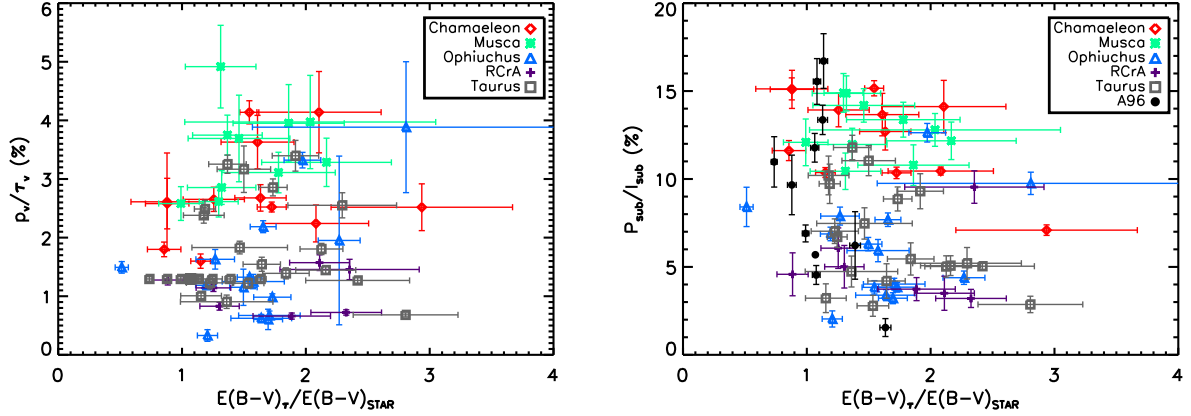 6
5
4
3
2
1
0
p_v/τ_v (%)
Chamaeleon
Musca
Ophiuchus
RCrA
Taurus
0 1 2 3 4
E(B−V)_τ/E(B−V)_STAR
20
15
10
5
0
P_sub/I_sub (%)
Chamaeleon
Musca
Ophiuchus
RCrA
Taurus
A96
0 1 2 3 4
E(B−V)_τ/E(B−V)_STAR